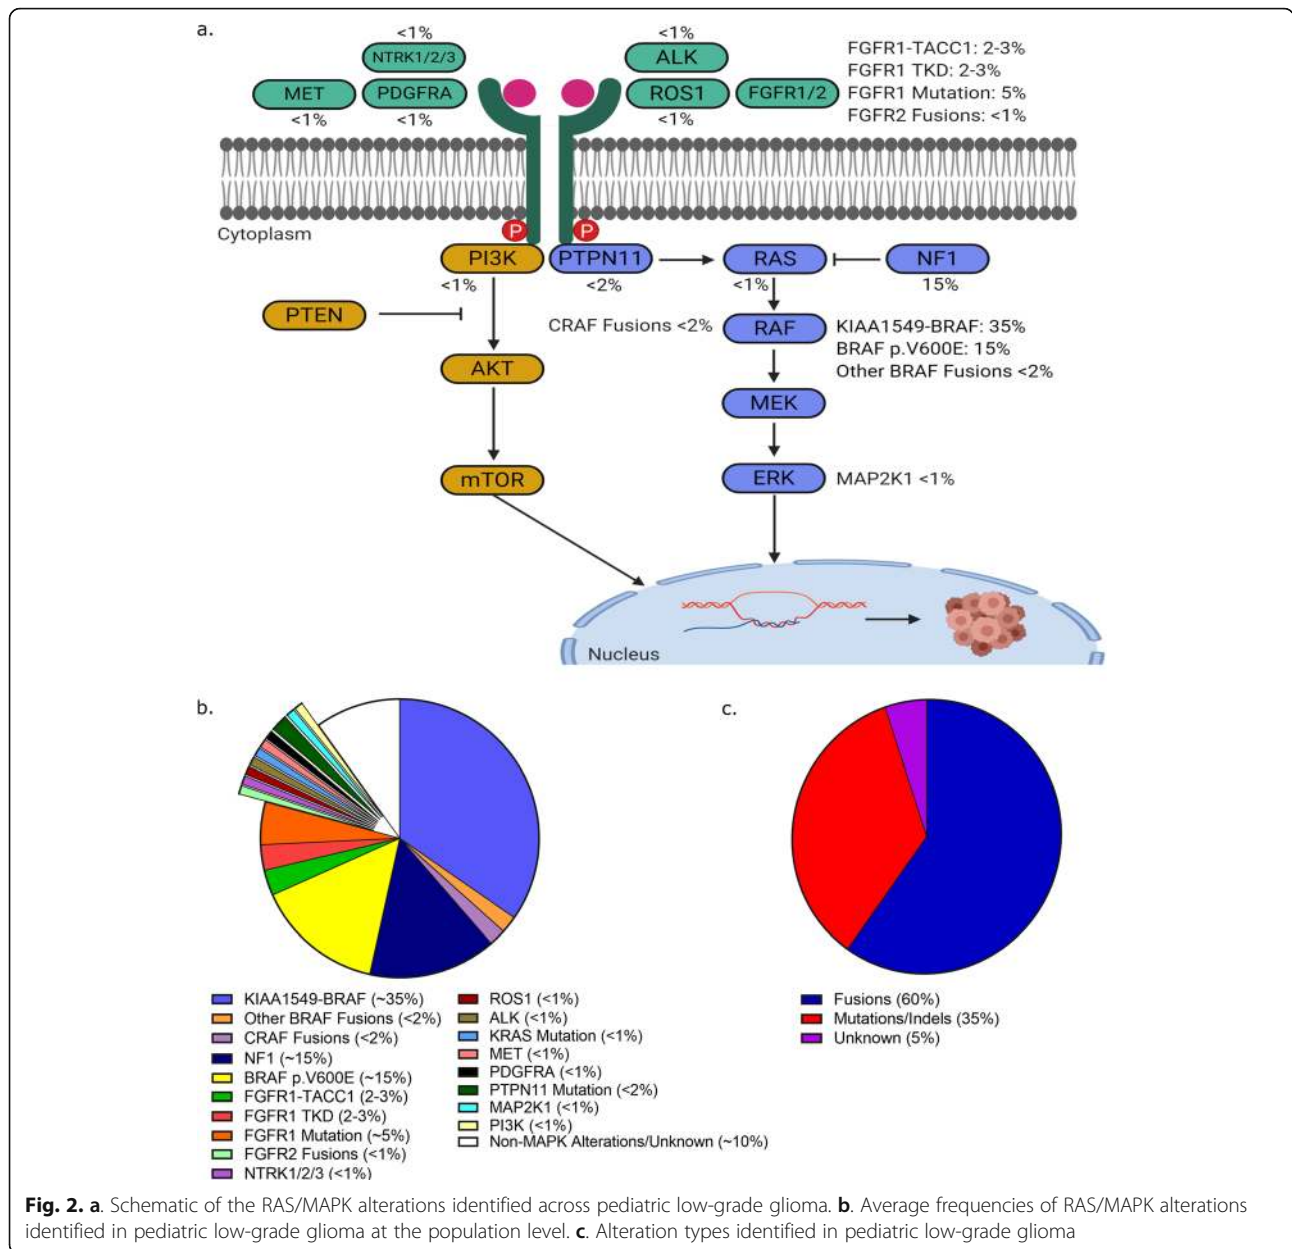 a.
<1%
NTRK1/2/3
MET
PDGFRA
<1%
<1%
<1%
ALK
ROS1
FGFR1/2
<1%
FGFR1-TACC1: 2-3%
FGFR1 TKD: 2-3%
FGFR1 Mutation: 5%
FGFR2 Fusions: <1%
Cytoplasm
P
P
PI3K
PTPN11
RAS
NF1
<1%
<2%
<1%
15%
PTEN
CRAF Fusions <2%
RAF
KIAA1549-BRAF: 35%
BRAF p.V600E: 15%
Other BRAF Fusions <2%
AKT
MEK
mTOR
ERK
MAP2K1 <1%
Nucleus
b.
KIAA1549-BRAF (~35%)
Other BRAF Fusions (<2%)
CRAF Fusions (<2%)
NF1 (~15%)
BRAF p.V600E (~15%)
FGFR1-TACC1 (2-3%)
FGFR1 TKD (2-3%)
FGFR1 Mutation (~5%)
FGFR2 Fusions (<1%)
NTRK1/2/3 (<1%)
ROS1 (<1%)
ALK (<1%)
KRAS Mutation (<1%)
MET (<1%)
PDGFRA (<1%)
PTPN11 Mutation (<2%)
MAP2K1 (<1%)
PI3K (<1%)
Non-MAPK Alterations/Unknown (~10%)
c.
Fusions (60%)
Mutations/Indels (35%)
Unknown (5%)
Fig. 2. a. Schematic of the RAS/MAPK alterations identified across pediatric low-grade glioma. b. Average frequencies of RAS/MAPK alterations
identified in pediatric low-grade glioma at the population level. c. Alteration types identified in pediatric low-grade glioma